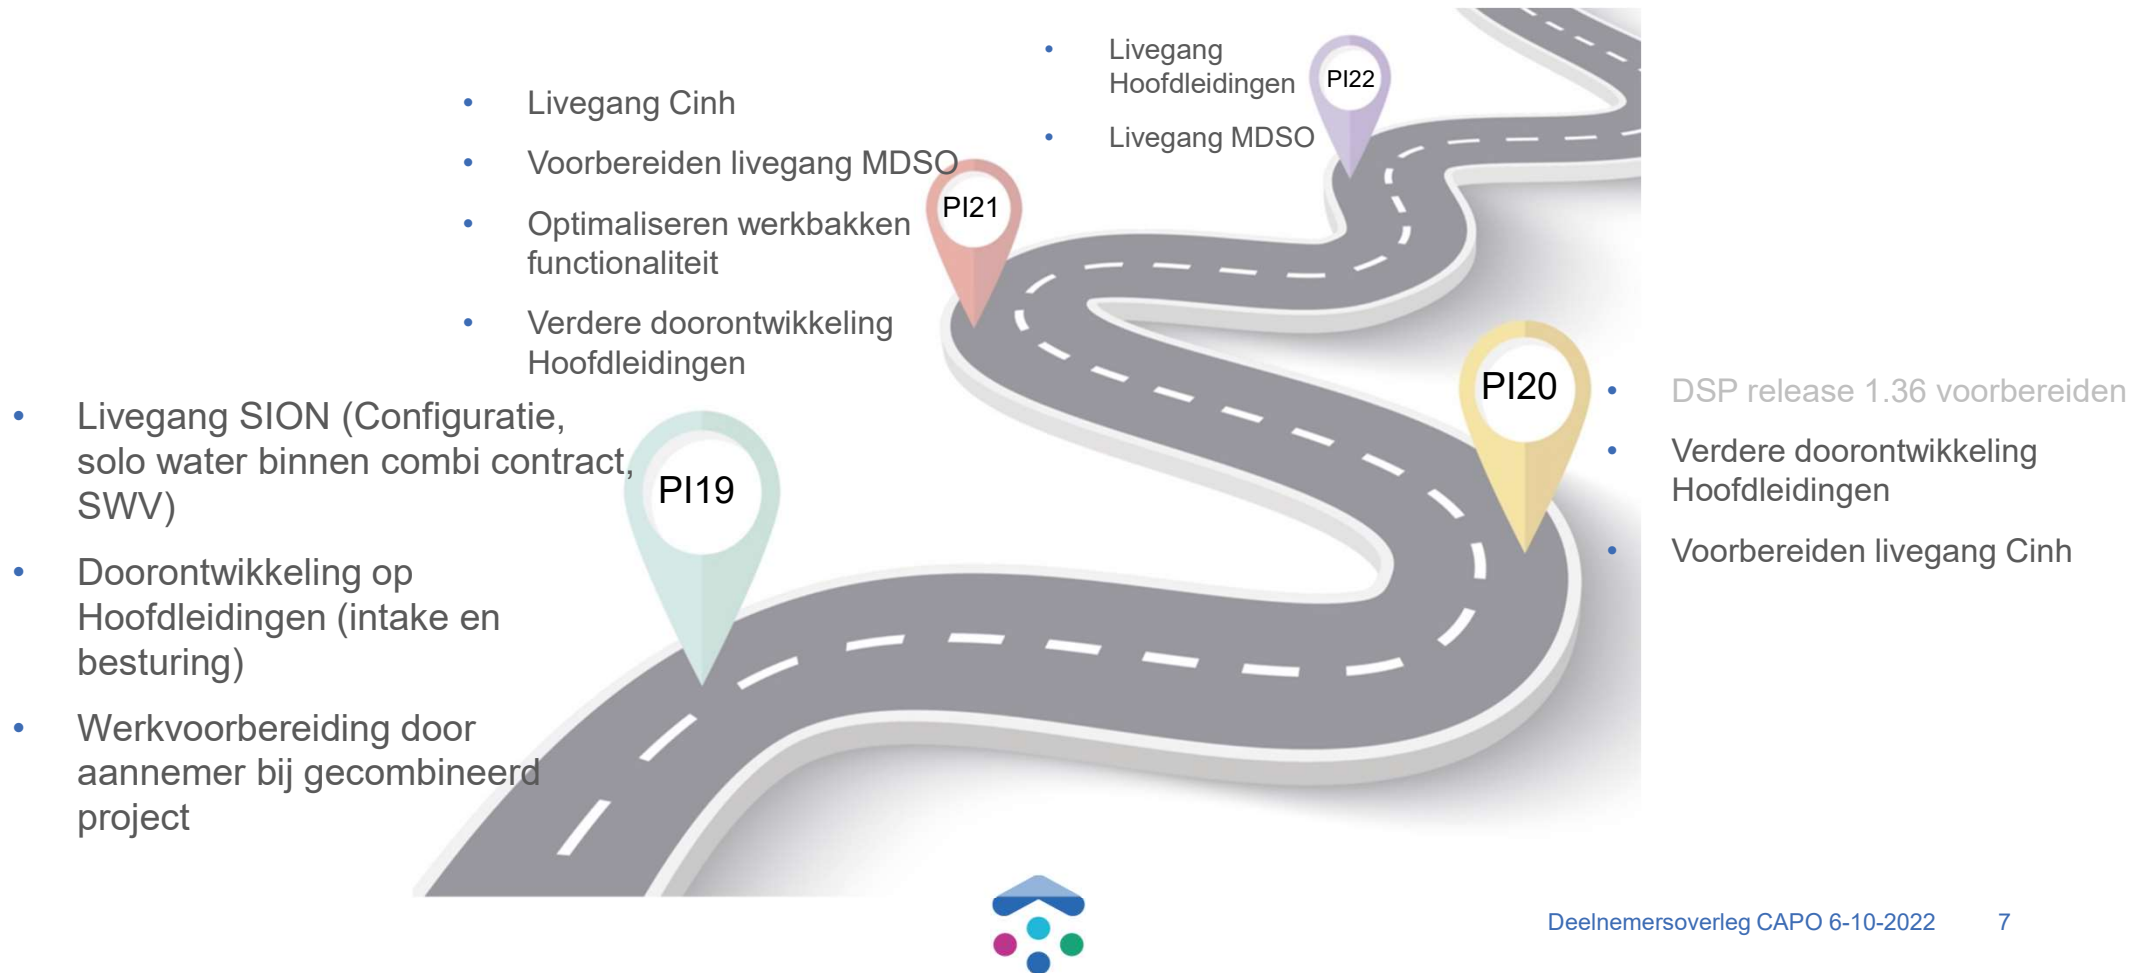 • Livegang
Hoofdleidingen
• Livegang MDSO
PI22
• Livegang Cinh
• Voorbereiden livegang MDSO
• Optimaliseren werkbakken
functionaliteit
• Verdere doorontwikkeling
Hoofdleidingen
PI21
PI20
• DSP release 1.36 voorbereiden
• Verdere doorontwikkeling
Hoofdleidingen
• Voorbereiden livegang Cinh
• Livegang SION (Configuratie,
solo water binnen combi contract,
SWV)
• Doorontwikkeling op
Hoofdleidingen (intake en
besturing)
• Werkvoorbereiding door
aannemer bij gecombineerd
project
PI19
Deelnemersoverleg CAPO 6-10-2022 7